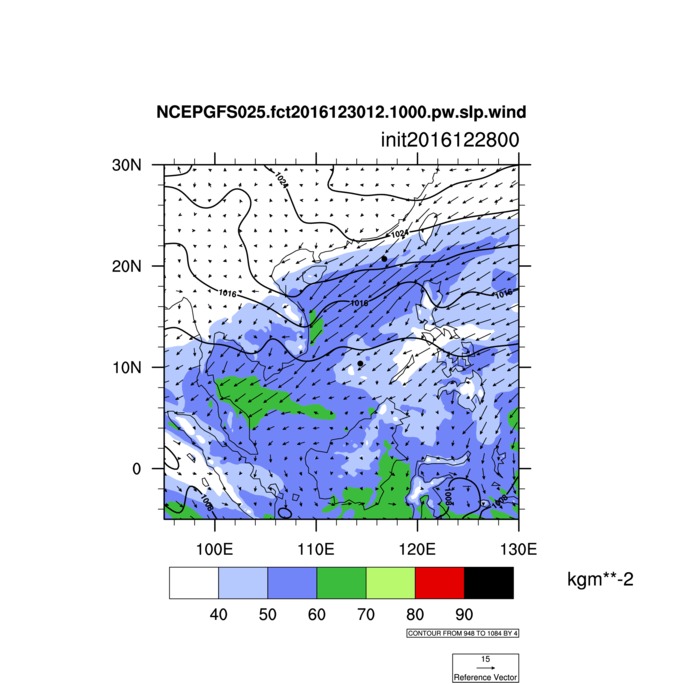 NCEPGFS025.fct2016123012.1000.pw.slp.wind
init2016122800
30N
1024
1024
20N
1016
1016
1016
10N
0
1008
1008
1008
100E 110E 120E 130E
kgm**-2
40 50 60 70 80 90
CONTOUR FROM 948 TO 1084 BY 4
15
Reference Vector